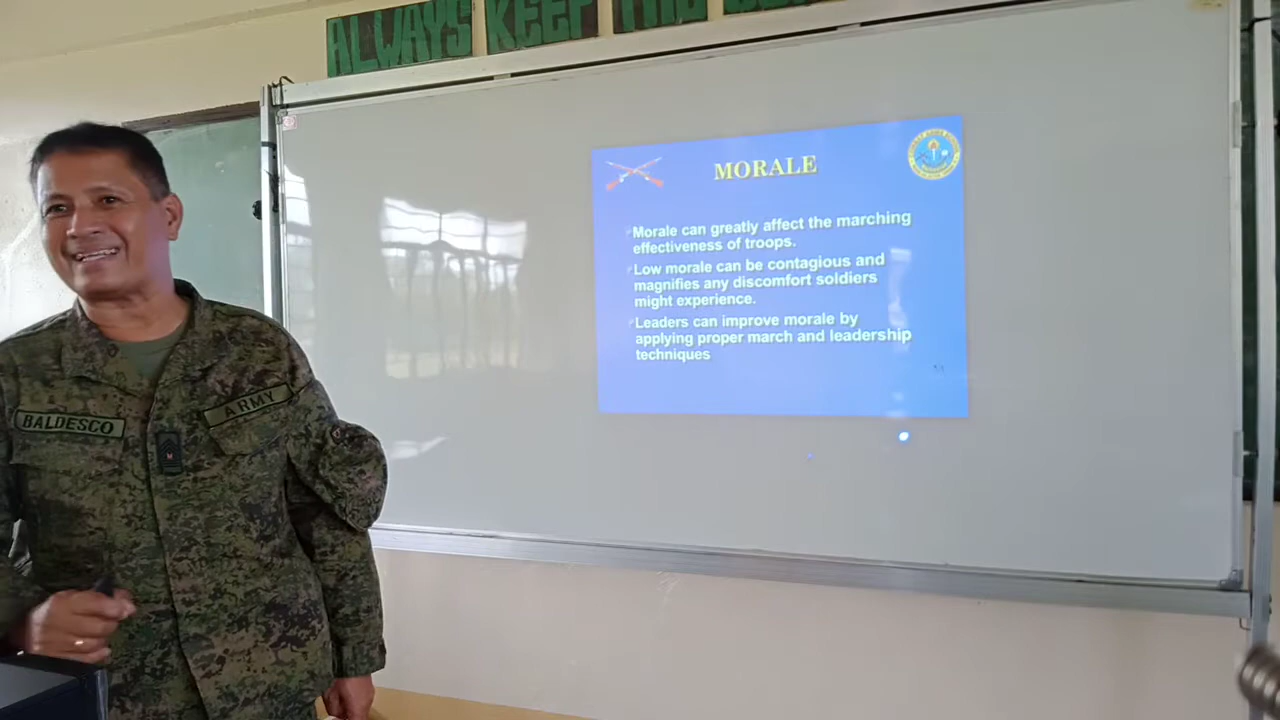 ALWAYS KEEP THE
MORALE
Morale can greatly affect the marching
effectiveness of troops.
Low morale can be contagious and
magnifies any discomfort soldiers
might experience.
Leaders can improve morale by
applying proper march and leadership
techniques
BALDESCO
ARMY